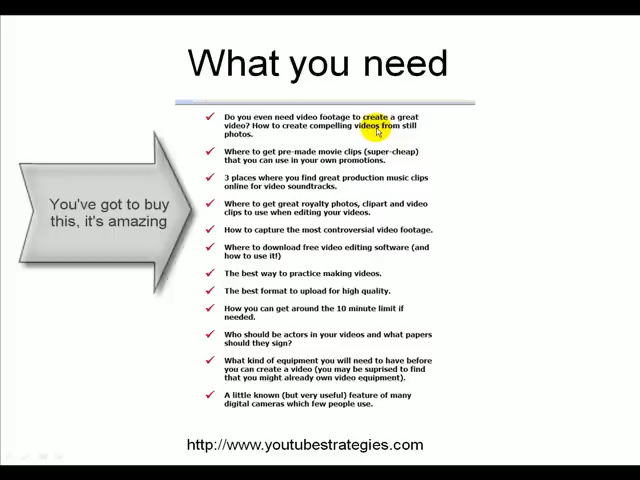 What you need
Do you even need video footage to create a great
video? How to create compelling videos from still
photos.
Where to get pre-made movie clips (super-cheap)
that you can use in your own promotions.
3 places where you find great production music clips
online for video soundtracks.
Where to get great royalty photos, clipart and video
clips to use when editing your videos.
How to capture the most controversial video footage.
Where to download free video editing software (and
how to use it!)
The best way to practice making videos.
The best format to upload for high quality.
How you can get around the 10 minute limit if
needed.
Who should be actors in your videos and what papers
should they sign?
What kind of equipment you will need to have before
you can create a video (you may be suprised to find
that you might already own video equipment).
A little known (but very useful) feature of many
digital cameras which few people use.
You've got to buy
this, it's amazing
http://www.youtubestrategies.com